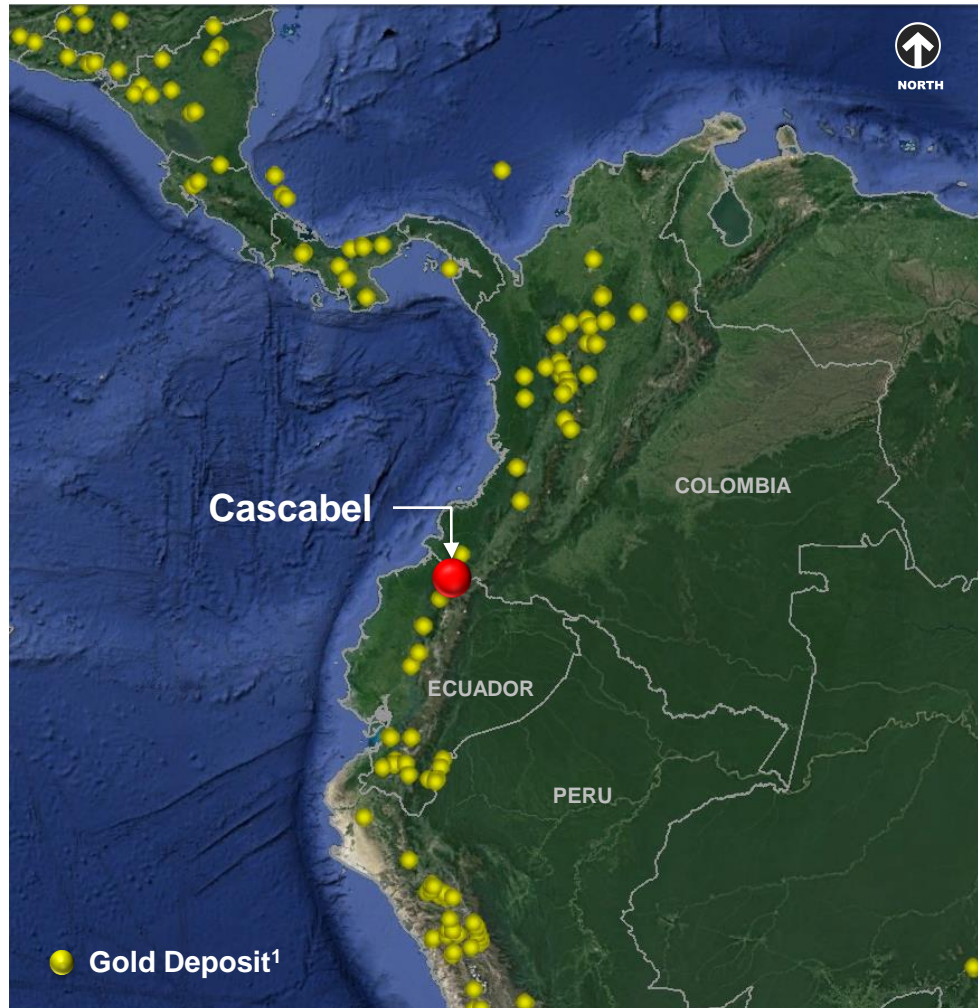 NORTH
COLOMBIA
Cascabel
ECUADOR
PERU
Gold Deposit¹